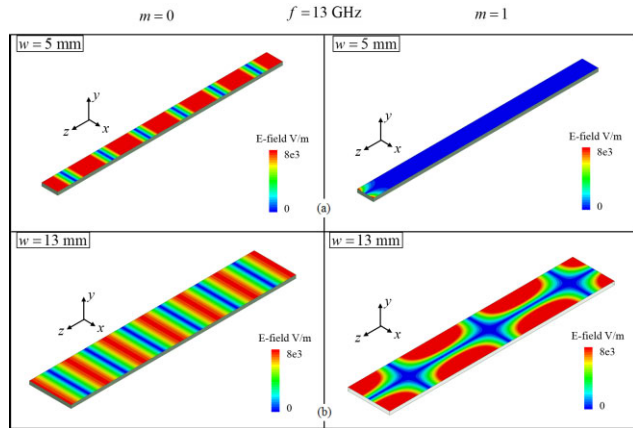 m = 0 f = 13 GHz m = 1
w = 5 mm w = 5 mm
y
z x
E-field V/m
8e3
0
y
z x
E-field V/m
8e3
0
(a)
w = 13 mm w = 13 mm
y
z x
E-field V/m
8e3
0
y
z x
E-field V/m
8e3
0
(b)